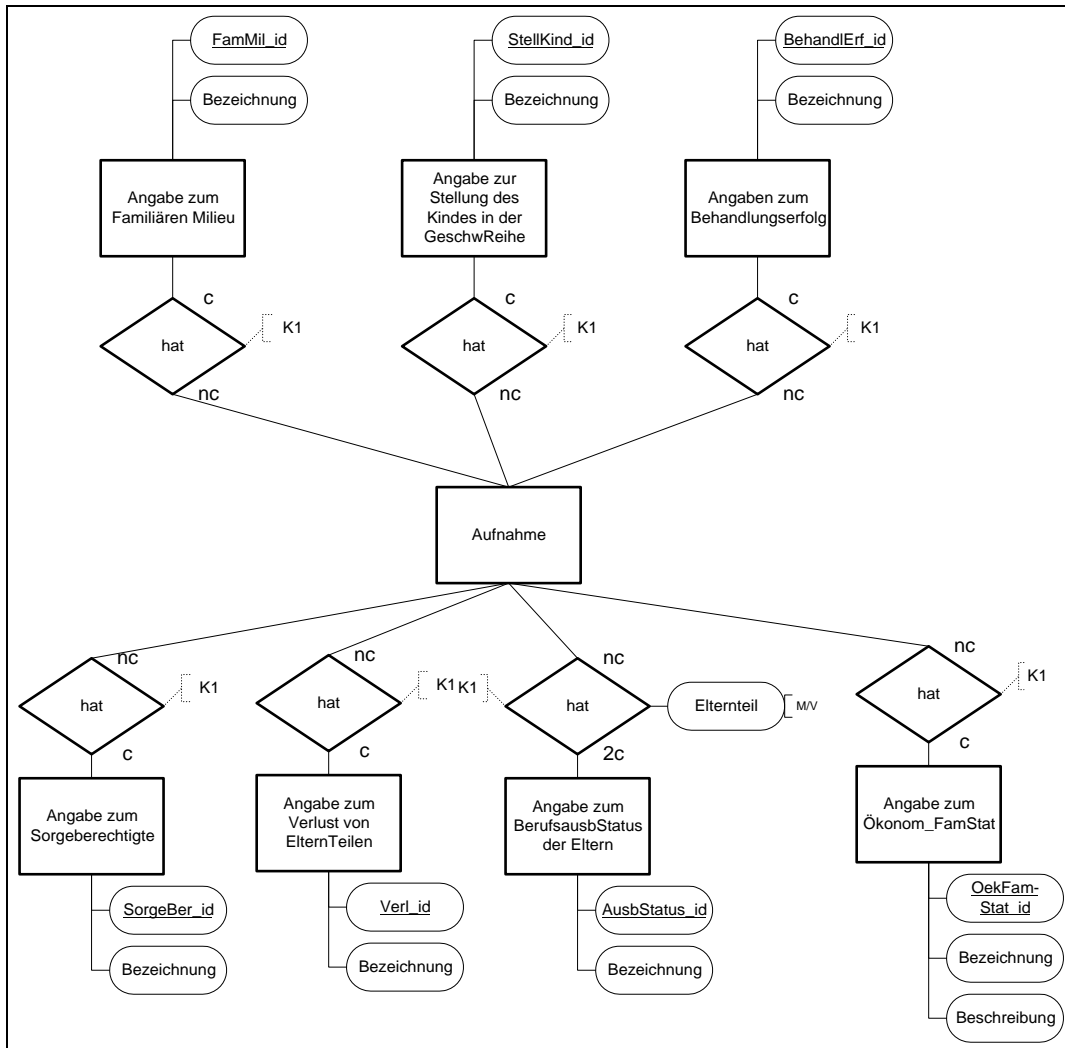 FamMil_id
StellKind_id
BehandlErf_id
Bezeichnung
Bezeichnung
Bezeichnung
Angabe zum
Familiären Milieu
Angabe zur
Stellung des
Kindes in der
GeschwReihe
Angaben zum
Behandlungserfolg
c
c
c
K1
K1
K1
hat
hat
hat
nc
nc
nc
Aufnahme
nc
nc
nc
nc
K1
K1
K1
K1
hat
hat
hat
hat
Elternteil
M/V
c
c
2c
c
Angabe zum
Sorgeberechtigte
Angabe zum
Verlust von
ElternTeilen
Angabe zum
BerufsausbStatus
der Eltern
Angabe zum
Ökonom_FamStat
SorgeBer_id
Verl_id
AusbStatus_id
OekFam-
Stat_id
Bezeichnung
Bezeichnung
Bezeichnung
Bezeichnung
Beschreibung